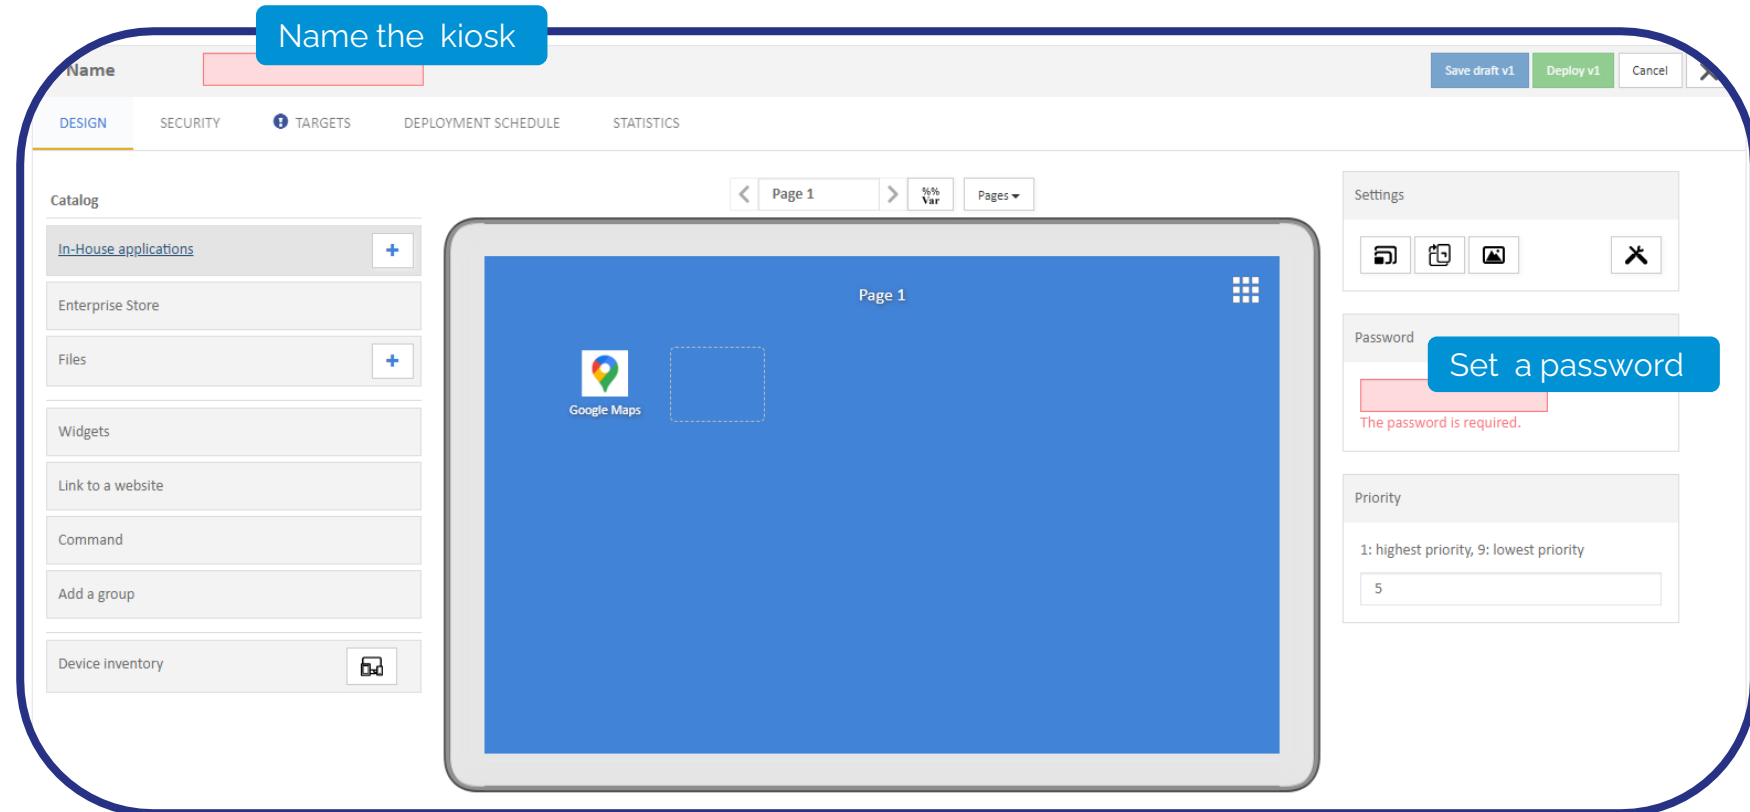 Name the kiosk
Name
Save draft v1
Deploy v1
Cancel
DESIGN
SECURITY
TARGETS
DEPLOYMENT SCHEDULE
STATISTICS
Catalog
In-House applications
Enterprise Store
Files
Widgets
Link to a website
Command
Add a group
Device inventory
Page 1
%%
Var
Pages
Page 1
Google Maps
Settings
Password
Set a password
The password is required.
Priority
1: highest priority, 9: lowest priority
5